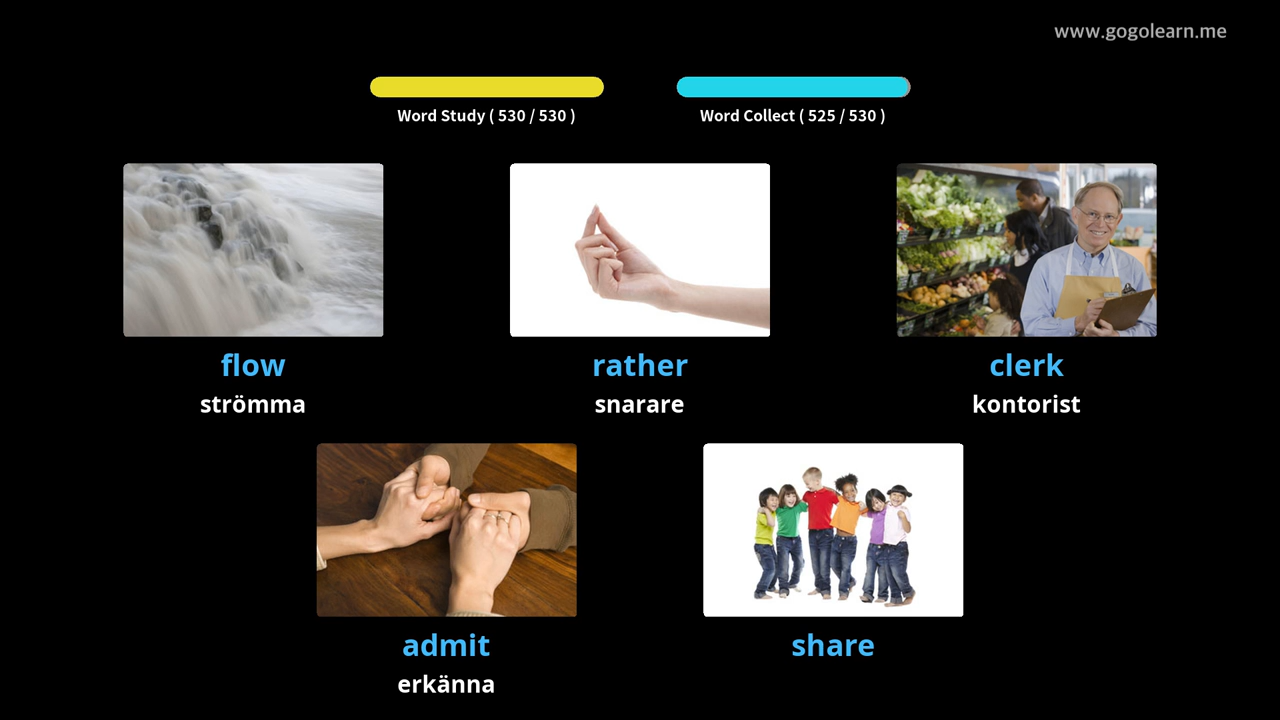 www.gogolearn.me
Word Study ( 530 / 530 )
Word Collect ( 525 / 530 )
flow
strömma
rather
snarare
clerk
kontorist
admit
erkänna
share